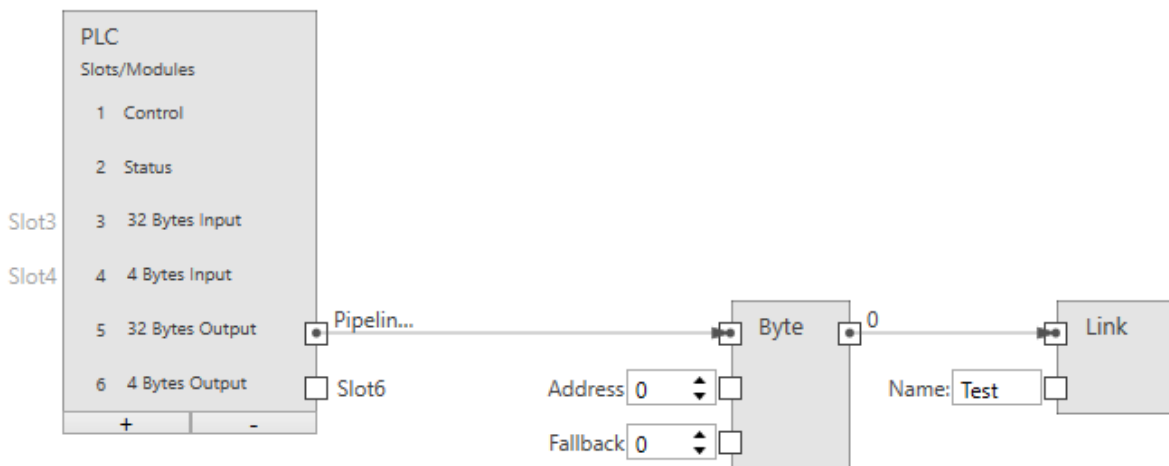 PLC
Slots/Modules
1 Control
2 Status
Slot3 3 32 Bytes Input
Slot4 4 4 Bytes Input
5 32 Bytes Output Pipelin... Byte 0 Link
6 4 Bytes Output Slot6 Address 0 Name: Test
+ -
Fallback 0